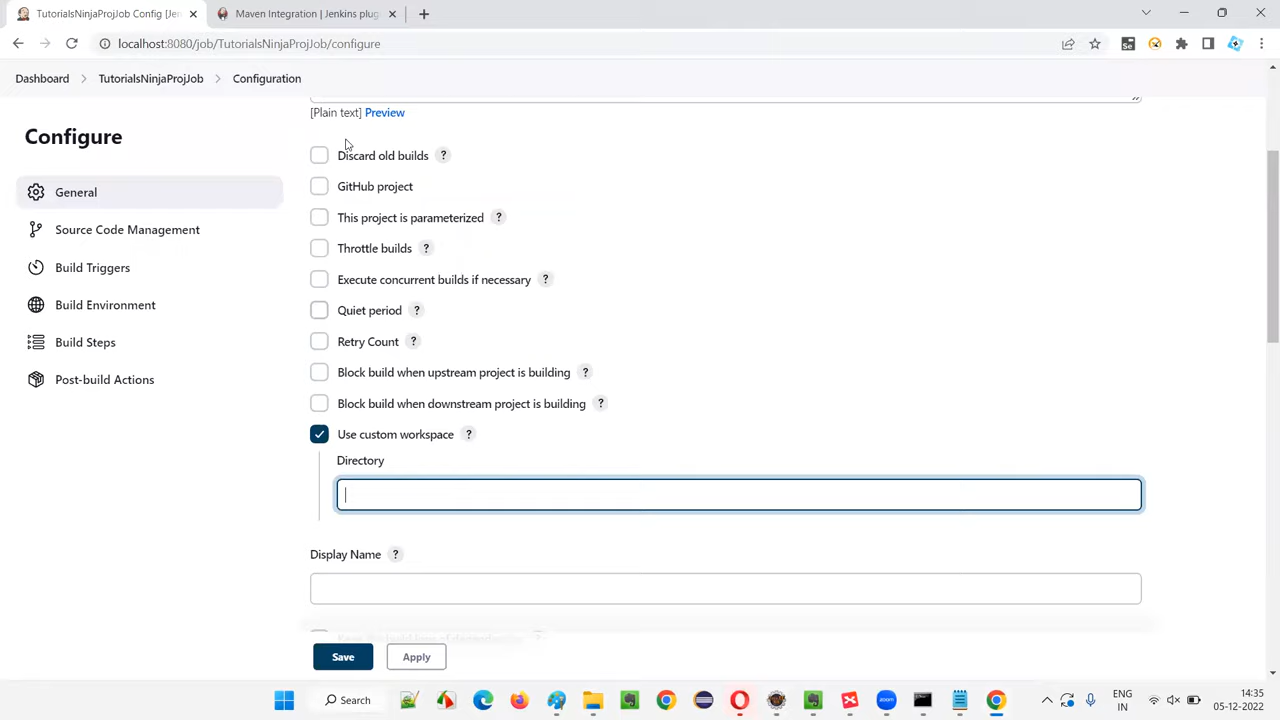 TutorialsNinjaProjJob Config [Jen
Maven Integration | Jenkins plug
localhost:8080/job/TutorialsNinjaProjJob/configure
Dashboard
TutorialsNinjaProjJob
Configuration
[Plain text] Preview
Configure
Discard old builds ?
General
GitHub project
This project is parameterized ?
Source Code Management
Throttle builds ?
Build Triggers
Execute concurrent builds if necessary ?
Build Environment
Quiet period ?
Build Steps
Retry Count ?
Block build when upstream project is building ?
Post-build Actions
Block build when downstream project is building ?
Use custom workspace ?
Directory
Display Name ?
Save
Apply
Search
zoom
ENG
IN
14:35
05-12-2022